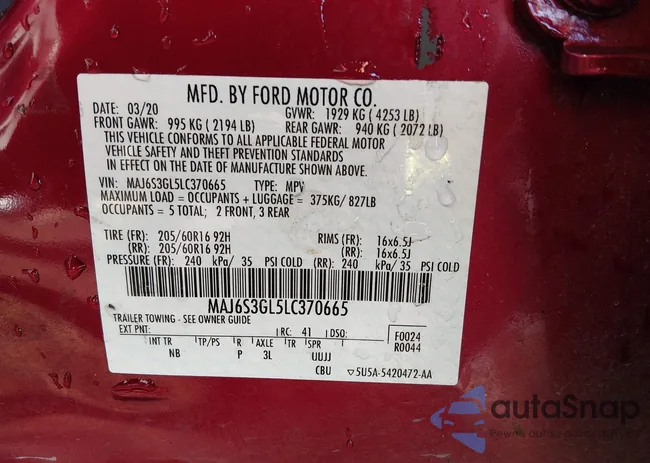 MFD. BY FORD MOTOR CO.
DATE: 03/20 GVWR: 1929 KG ( 4253 LB)
FRONT GAWR: 995 KG ( 2194 LB) REAR GAWR: 940 KG ( 2072 LB)
THIS VEHICLE CONFORMS TO ALL APPLICABLE FEDERAL MOTOR
VEHICLE SAFETY AND THEFT PREVENTION STANDARDS
IN EFFECT ON THE DATE OF MANUFACTURE SHOWN ABOVE.
VIN: MAJ6S3GL5LC370665 TYPE: MPV
MAXIMUM LOAD = OCCUPANTS + LUGGAGE = 375KG/ 827LB
OCCUPANTS = 5 TOTAL; 2 FRONT, 3 REAR
TIRE (FR): 205/60R16 92H RIMS (FR): 16x6.5J
(RR): 205/60R16 92H (RR): 16x6.5J
PRESSURE (FR): 240 kPa/ 35 PSI COLD (RR): 240 kPa/ 35 PSI COLD
MAJ6S3GL5LC370665
TRAILER TOWING - SEE OWNER GUIDE
EXT PNT: RC: 41 DSO: F0024
R0044
INT TR TP/PS R AXLE TR SPR
NB P 3L UUJJ
CBU ▽5U5A-5420472-AA
autaSnap
Pewne auta z